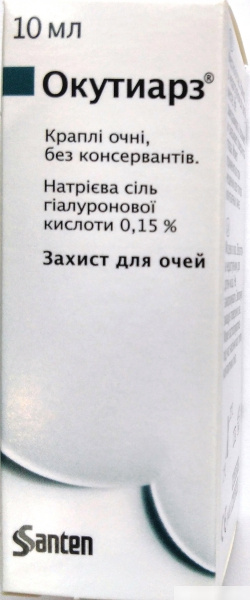 10 мл
Окутиарз®
Краплі очні,
без консервантів.
Натрієва сіль
гіалуронової
кислоти 0,15 %
Захист для очей
Santen